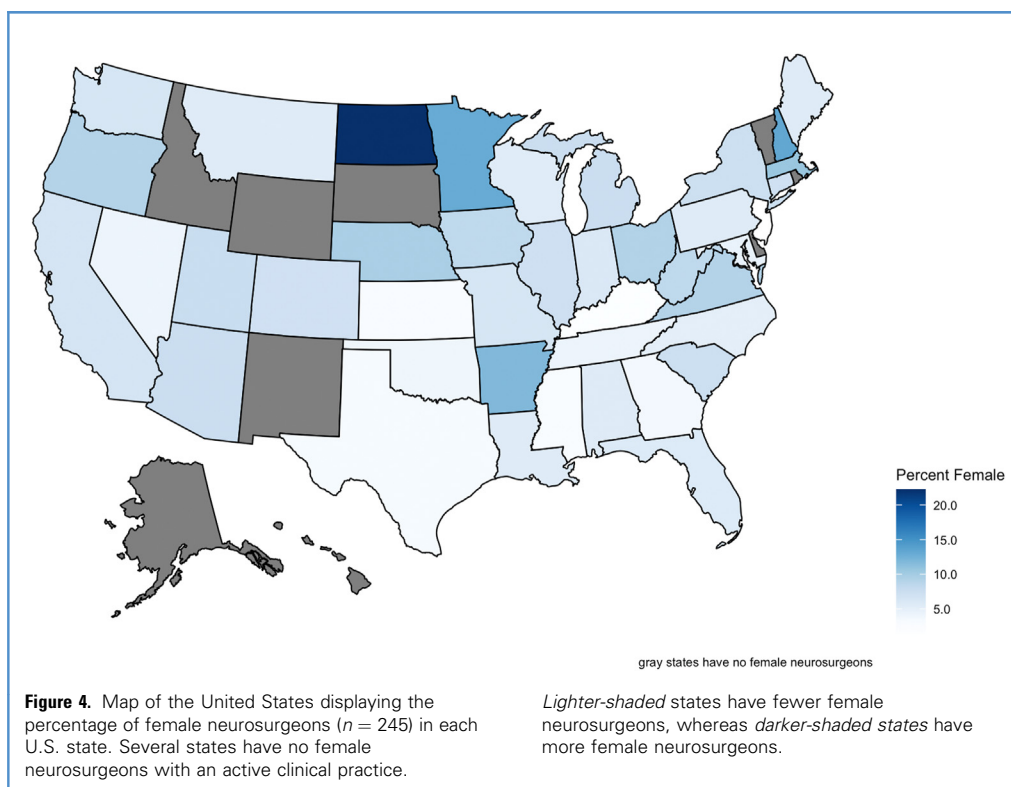 Percent Female
20.0
15.0
10.0
5.0
gray states have no female neurosurgeons
Figure 4. Map of the United States displaying the
percentage of female neurosurgeons (n = 245) in each
U.S. state. Several states have no female
neurosurgeons with an active clinical practice.
Lighter-shaded states have fewer female
neurosurgeons, whereas darker-shaded states have
more female neurosurgeons.